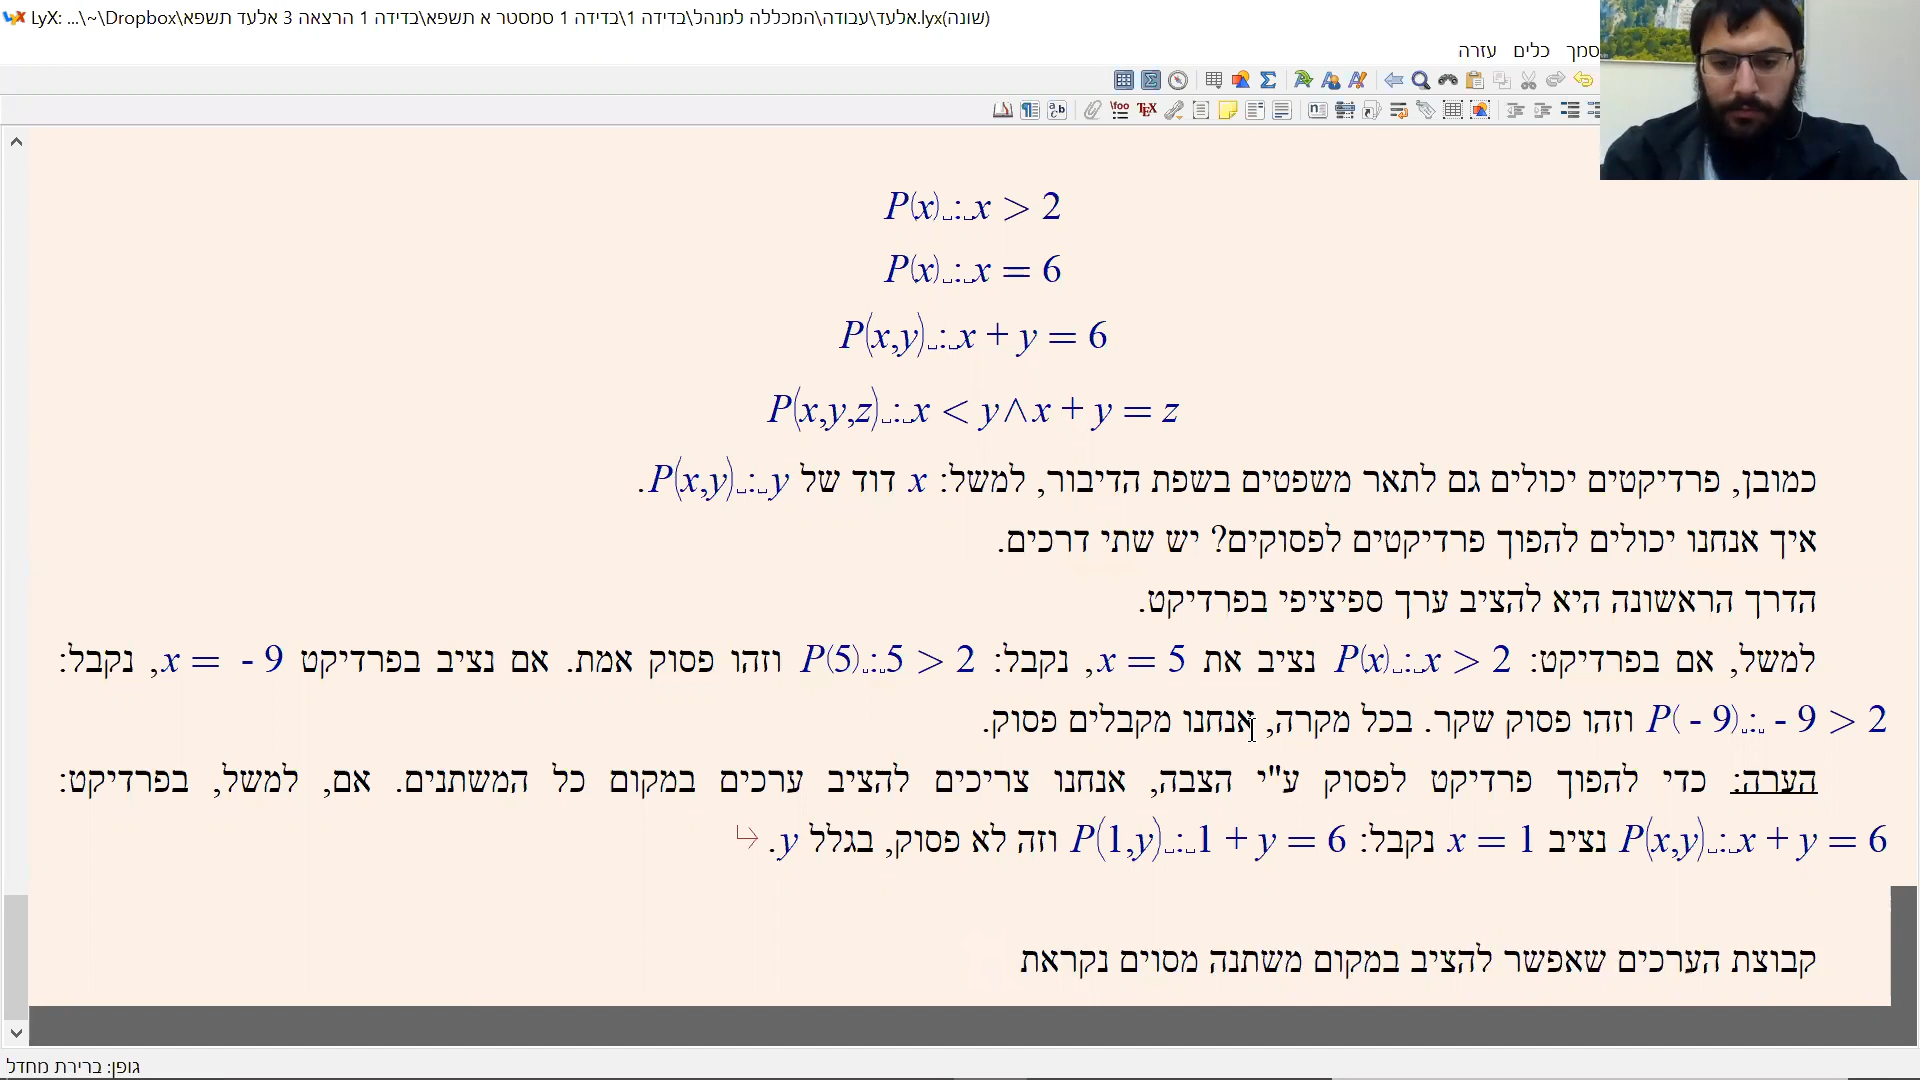 LyX: ...\~\Dropbox\אלעד\עבודה\המכללה למנהל\בדידה 1\בדידה 1 סמסטר א תשפא\בדידה 1 הרצאה 3 אלעד תשפא.lyx(שונה)
סמך כלים עזרה
P(x) : x > 2
P(x) : x = 6
P(x,y) : x + y = 6
P(x,y,z) : x < y ∧ x + y = z
כמובן, פרדיקטים יכולים גם לתאר משפטים בשפת הדיבור, למשל: x דוד של P(x,y) : y.
איך אנחנו יכולים להפוך פרדיקטים לפסוקים? יש שתי דרכים.
הדרך הראשונה היא להציב ערך ספיציפי בפרדיקט.
למשל, אם בפרדיקט: P(x) : x > 2 נציב את x = 5, נקבל: P(5) : 5 > 2 וזהו פסוק אמת. אם נציב בפרדיקט x = - 9, נקבל:
P( - 9) : - 9 > 2 וזהו פסוק שקר. בכל מקרה, אנחנו מקבלים פסוק.
הערה: כדי להפוך פרדיקט לפסוק ע"י הצבה, אנחנו צריכים להציב ערכים במקום כל המשתנים. אם, למשל, בפרדיקט:
P(x,y) : x + y = 6 נציב x = 1 נקבל: P(1,y) : 1 + y = 6 וזה לא פסוק, בגלל y.
קבוצת הערכים שאפשר להציב במקום משתנה מסוים נקראת
גופן: ברירת מחדל